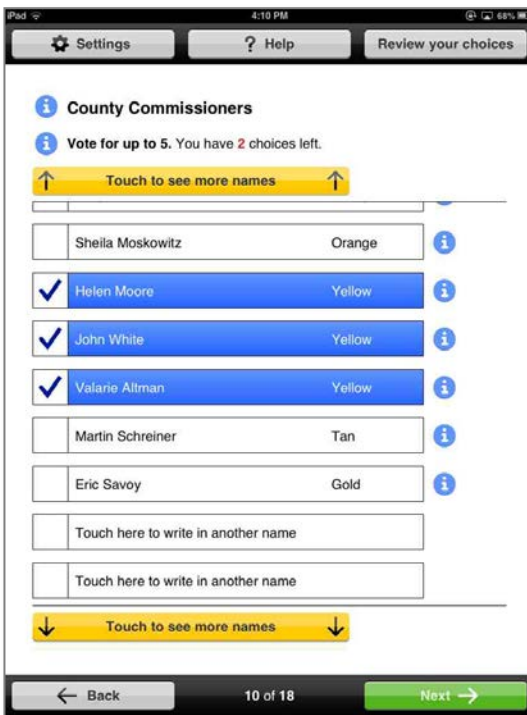 iPad 4:10 PM 68%
Settings ? Help Review your choices
County Commissioners
Vote for up to 5. You have 2 choices left.
↑ Touch to see more names ↑
Sheila Moskowitz Orange
Helen Moore Yellow
John White Yellow
Valarie Altman Yellow
Martin Schreiner Tan
Eric Savoy Gold
Touch here to write in another name
Touch here to write in another name
↓ Touch to see more names ↓
← Back 10 of 18 Next →